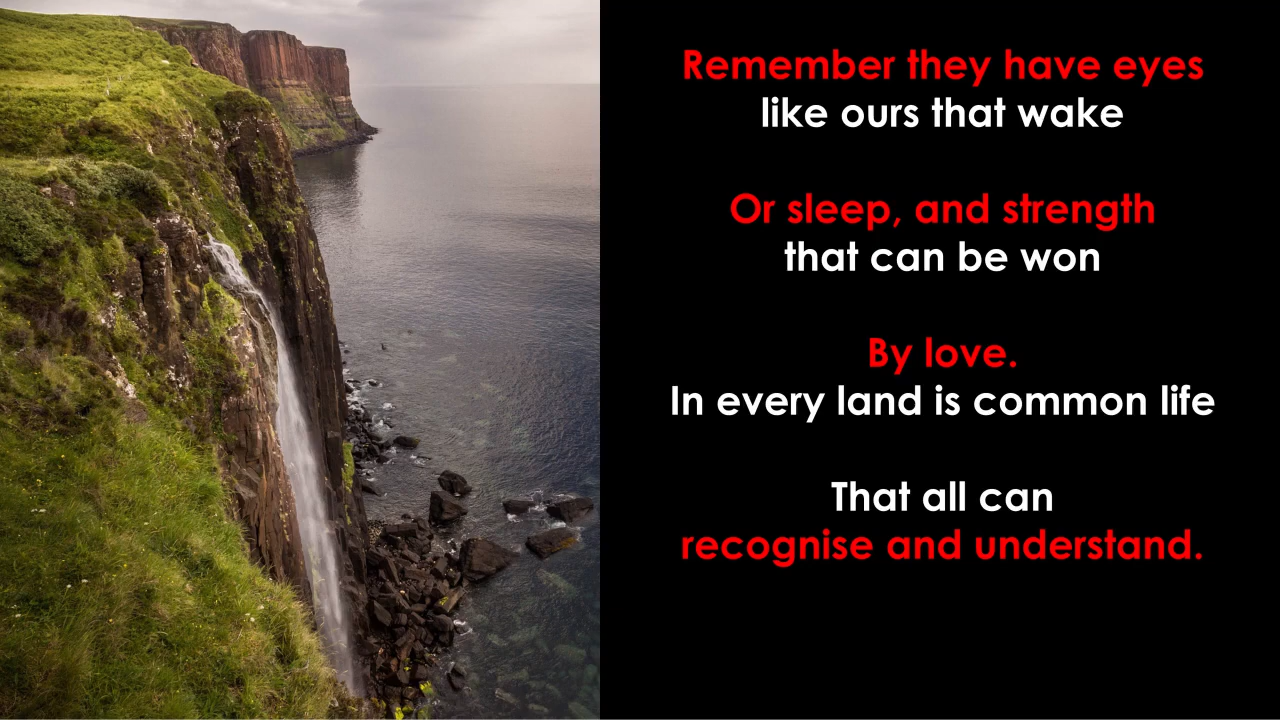 Remember they have eyes
like ours that wake
Or sleep, and strength
that can be won
By love.
In every land is common life
That all can
recognise and understand.